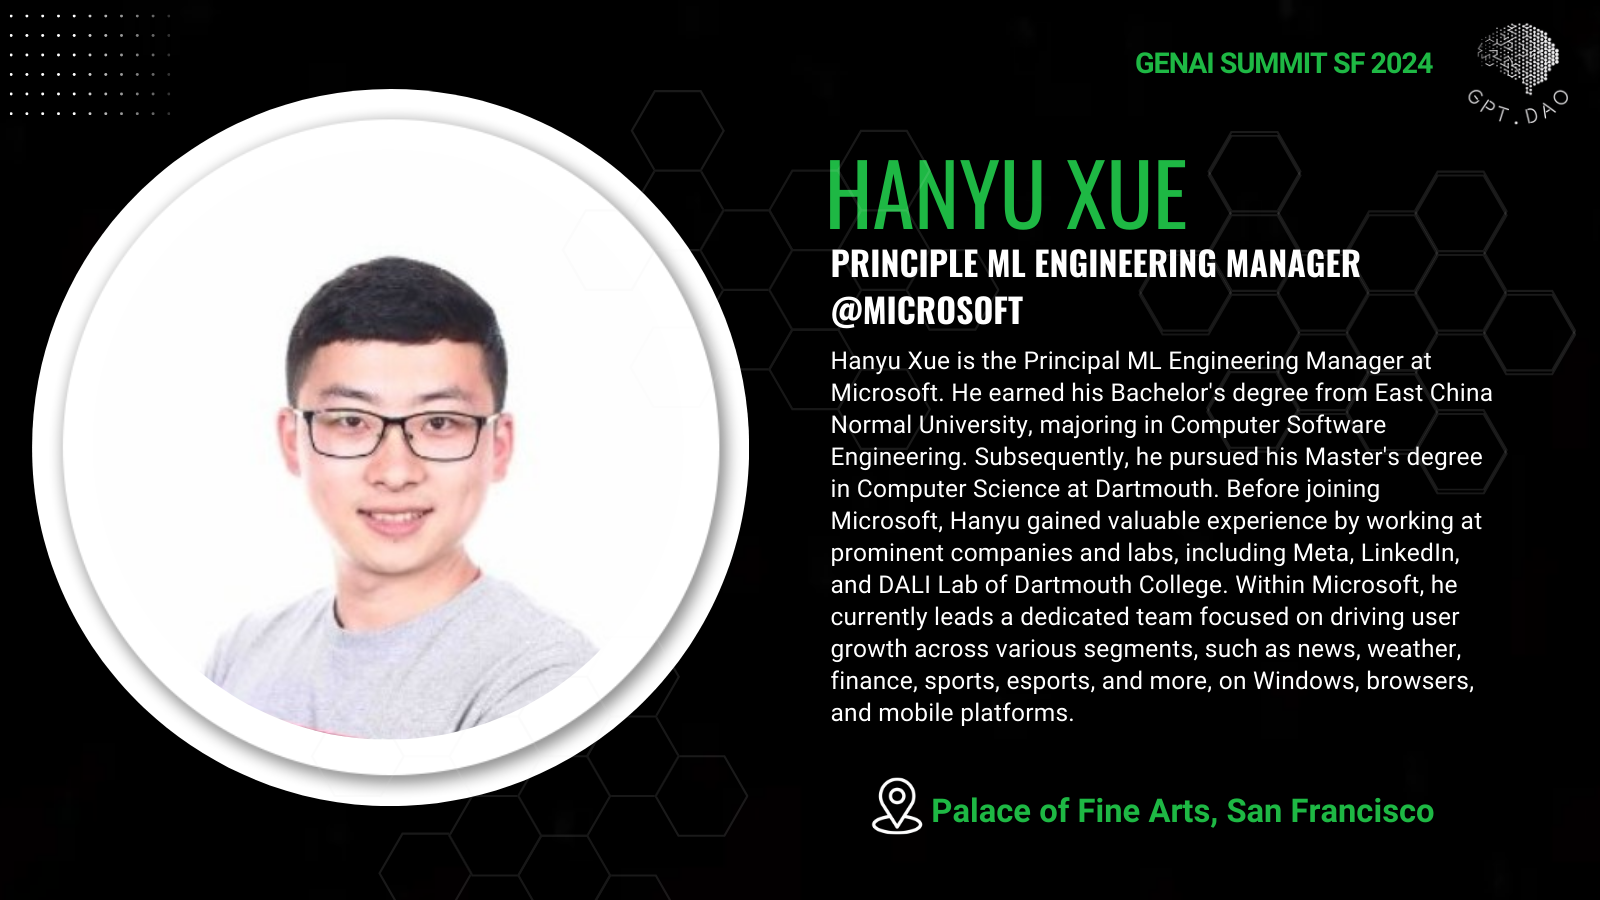 GENAI SUMMIT SF 2024
GPT.DAO
HANYU XUE
PRINCIPLE ML ENGINEERING MANAGER
@MICROSOFT
Hanyu Xue is the Principal ML Engineering Manager at
Microsoft. He earned his Bachelor's degree from East China
Normal University, majoring in Computer Software
Engineering. Subsequently, he pursued his Master's degree
in Computer Science at Dartmouth. Before joining
Microsoft, Hanyu gained valuable experience by working at
prominent companies and labs, including Meta, LinkedIn,
and DALI Lab of Dartmouth College. Within Microsoft, he
currently leads a dedicated team focused on driving user
growth across various segments, such as news, weather,
finance, sports, esports, and more, on Windows, browsers,
and mobile platforms.
Palace of Fine Arts, San Francisco